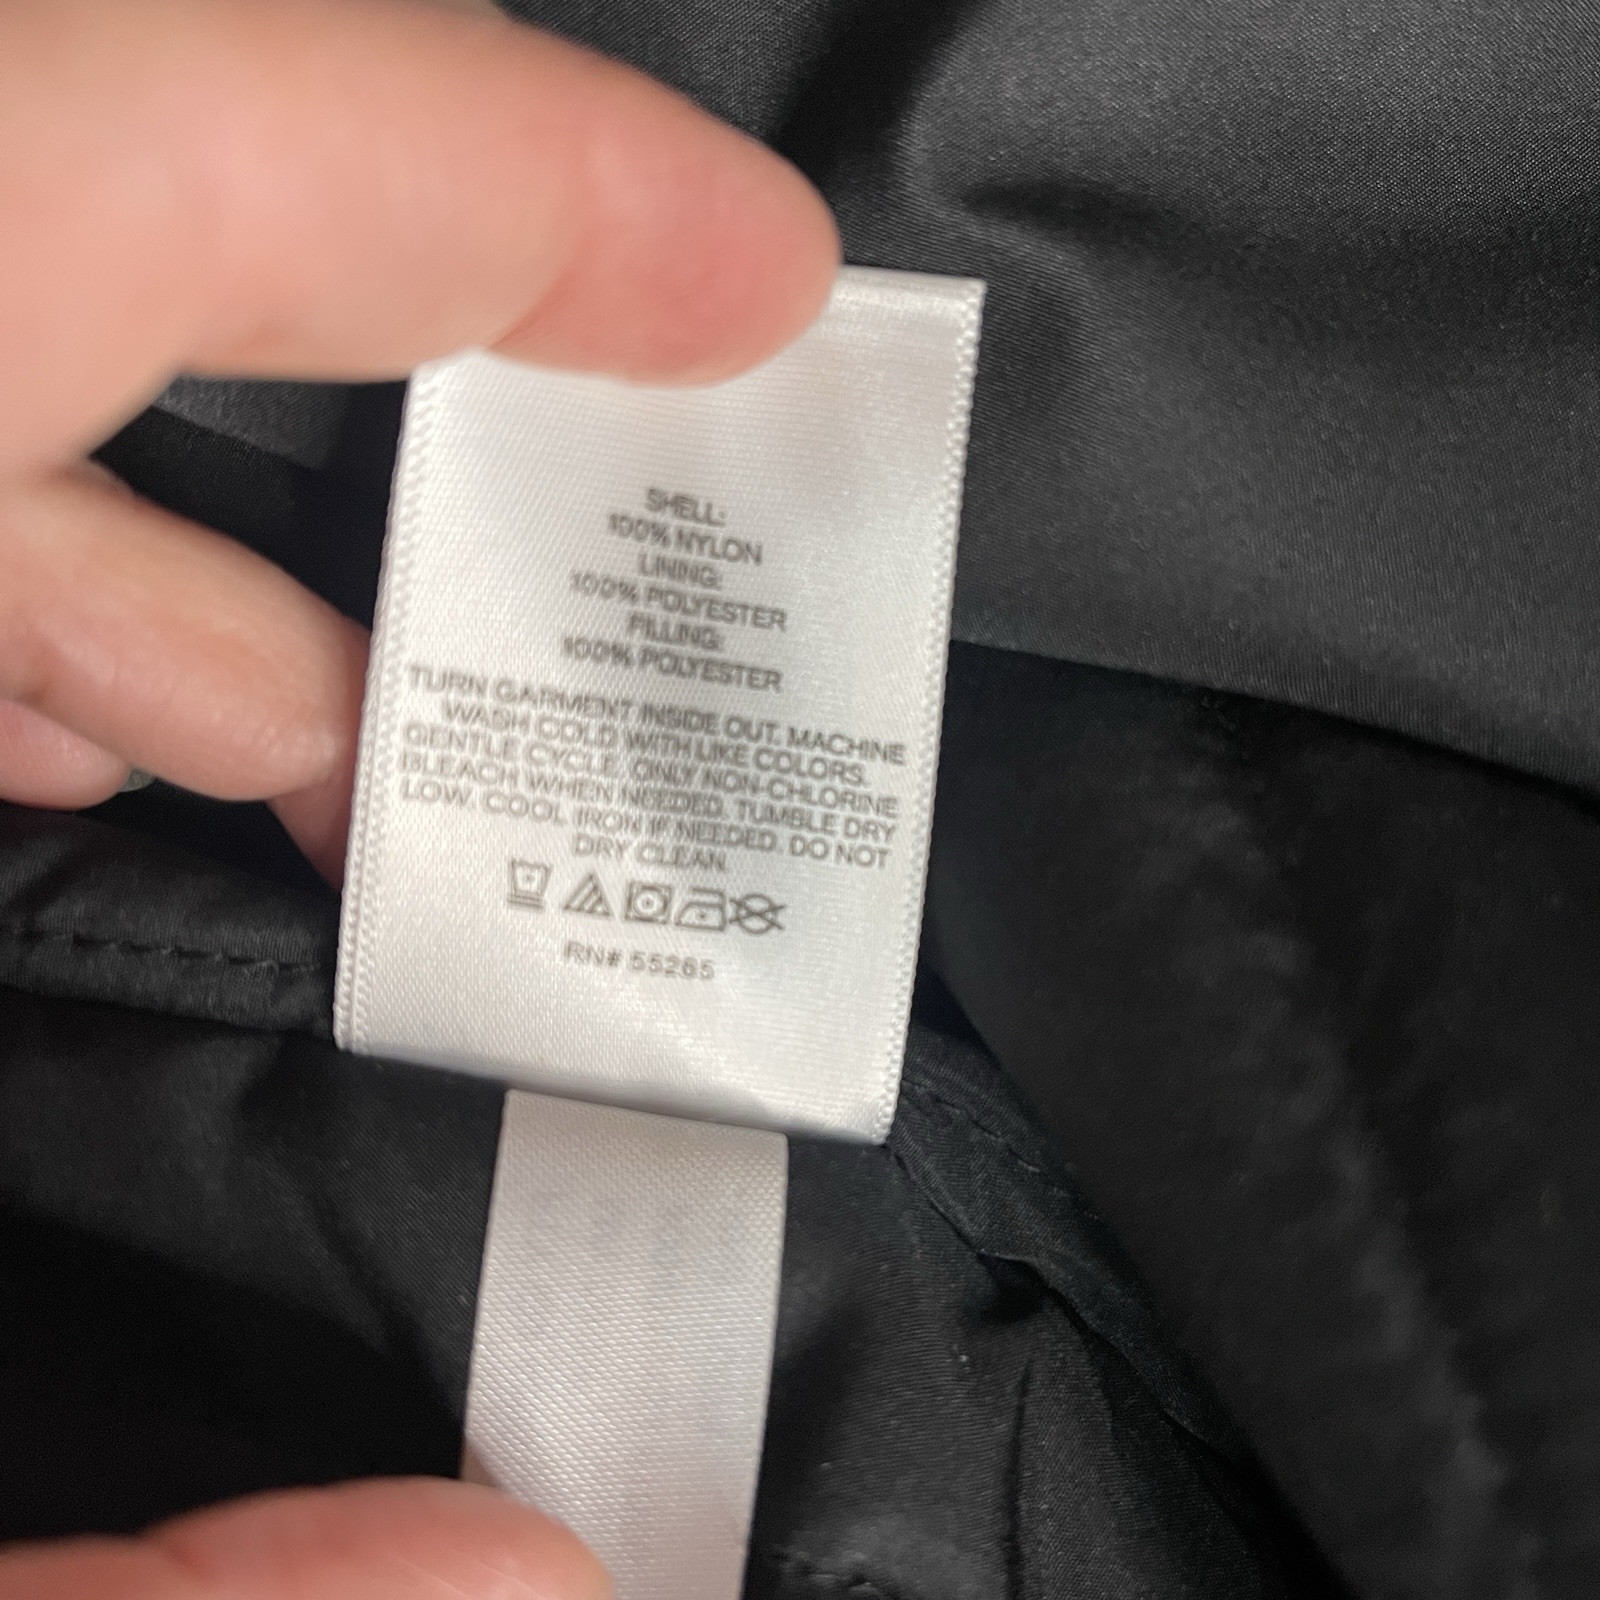 SHELL:
100% NYLON
LINING:
100% POLYESTER
FILLING:
100% POLYESTER
TURN GARMENT INSIDE OUT. MACHINE
WASH COLD WITH LIKE COLORS.
GENTLE CYCLE. ONLY NON-CHLORINE
BLEACH WHEN NEEDED. TUMBLE DRY
LOW. COOL IRON IF NEEDED. DO NOT
DRY CLEAN.
RN# 55265